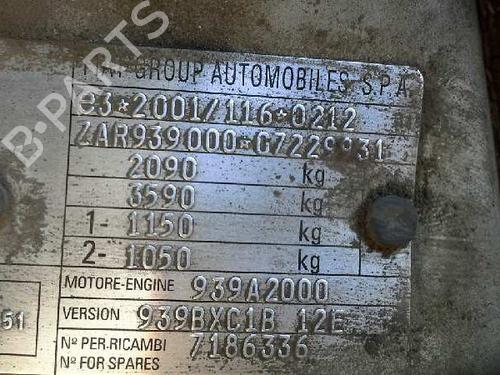 B-PARTS
GROUP AUTOMOBILES S.P.A
e3*2001/116*0212
2090 kg
3590 kg
1- 1150 kg
2- 1050 kg
MOTORE-ENGINE 939A2000
VERSION 939BXC1B 12E
51
Nº PER RICAMBI
Nº FOR SPARES 7186336